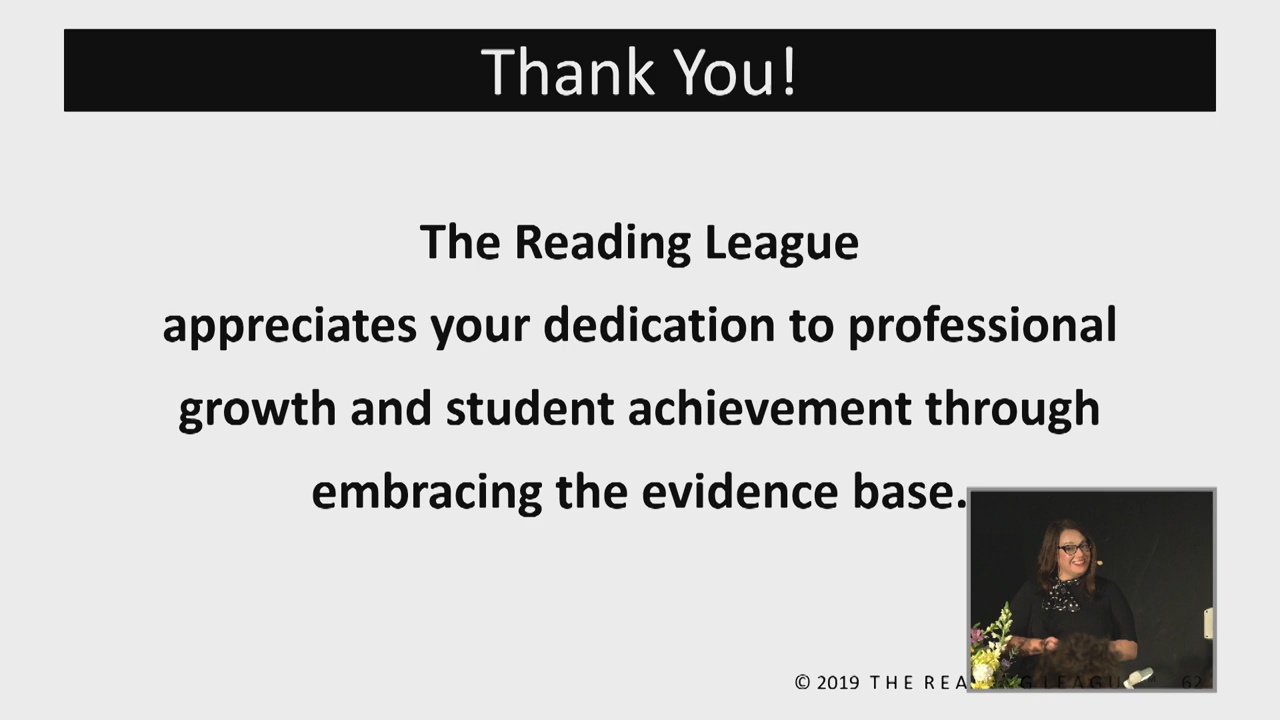 Thank You!
The Reading League
appreciates your dedication to professional
growth and student achievement through
embracing the evidence base.
© 2019 THE READING LEAGUE 62